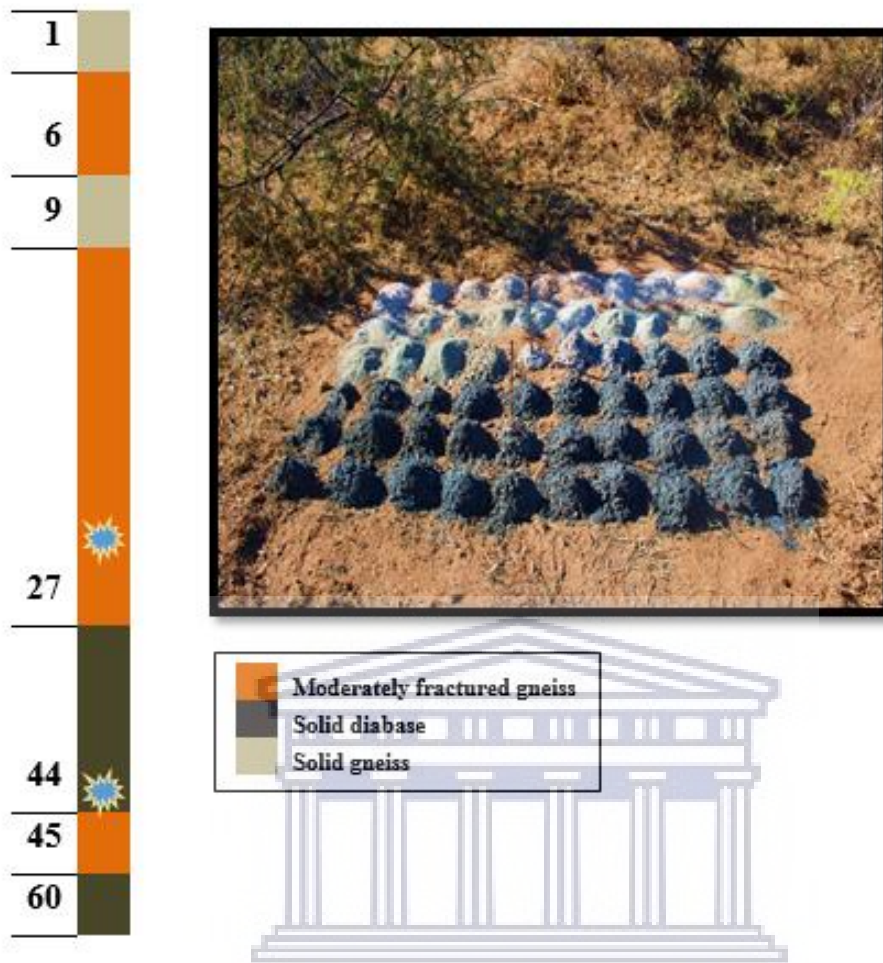 1
6
9
27
44
45
60
Moderately fractured gneiss
Solid diabase
Solid gneiss